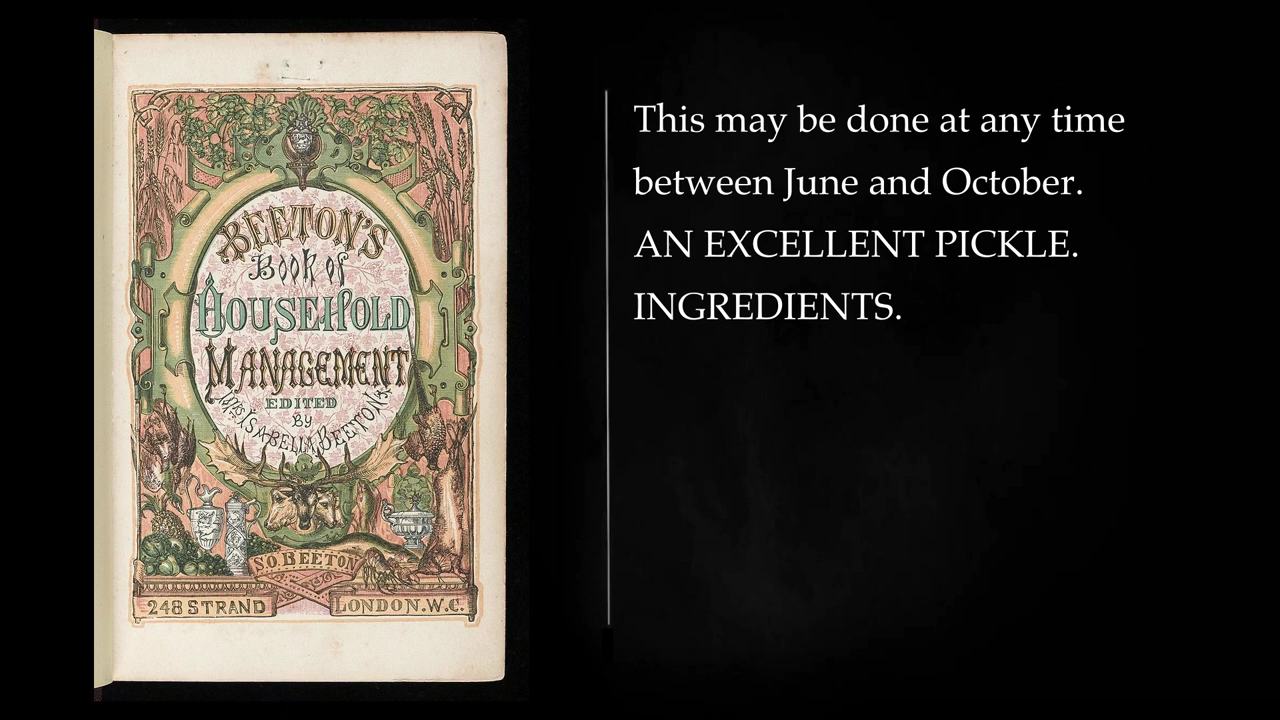 BEETON'S
Book of
HOUSEHOLD
MANAGEMENT
EDITED
BY
MRS ISABELLA BEETON
S.O. BEETON
248 STRAND
LONDON. W.C.
This may be done at any time
between June and October.
AN EXCELLENT PICKLE.
INGREDIENTS.